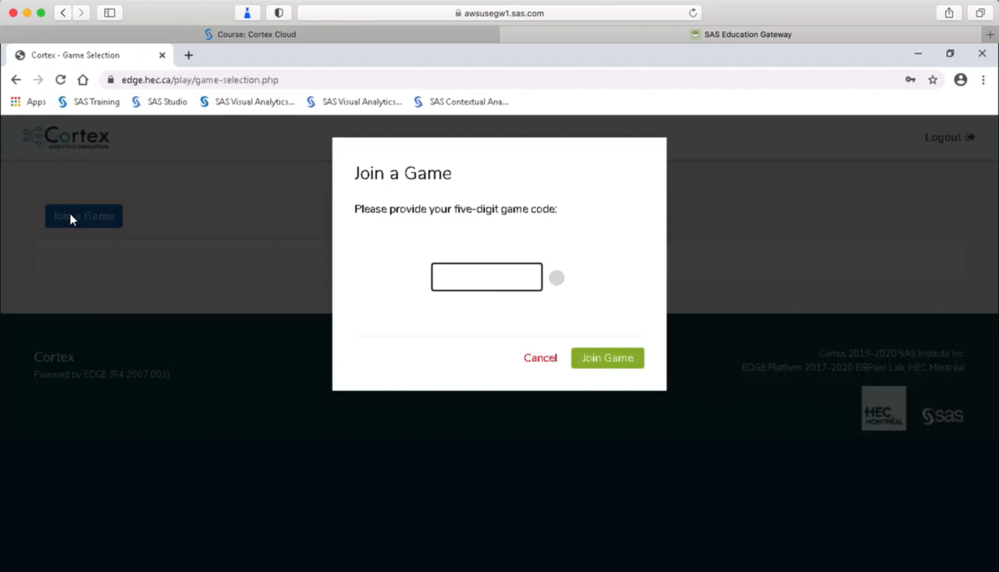 awsusegw1.sas.com
Course: Cortex Cloud
SAS Education Gateway
Cortex - Game Selection
edge.hec.ca/play/game-selection.php
Apps
SAS Training
SAS Studio
SAS Visual Analytics...
SAS Visual Analytics...
SAS Contextual Ana...
Cortex
ANALYTICS SIMULATION
Logout
Join a Game
Join a Game
Please provide your five-digit game code:
Cancel
Join Game
Cortex
Powered by EDGE (R4 2007 001)
Cortex 2019-2020 SAS Institute Inc
EDGE Platform 2017-2020 ERPsim Lab, HEC Montréal
HEC
MONTRÉAL
sas